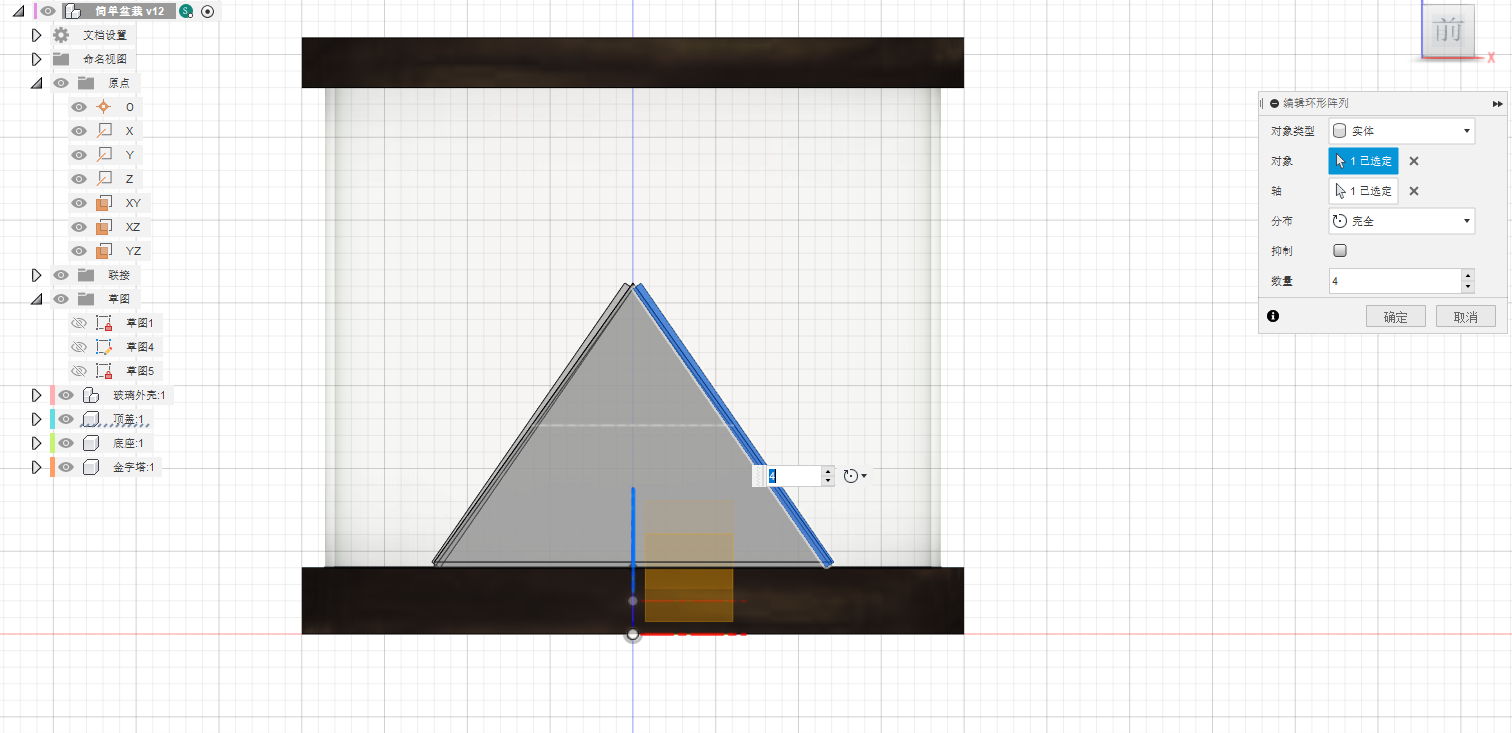 简单盆栽 v12
S
文档设置
命名视图
原点
O
X
Y
Z
XY
XZ
YZ
联接
草图
草图1
草图4
草图5
玻璃外壳:1
顶盖:1
底座:1
金字塔:1
4
前
X
编辑环形阵列
对象类型 实体
对象 1 已选定
轴 1 已选定
分布 完全
抑制
数量 4
确定 取消